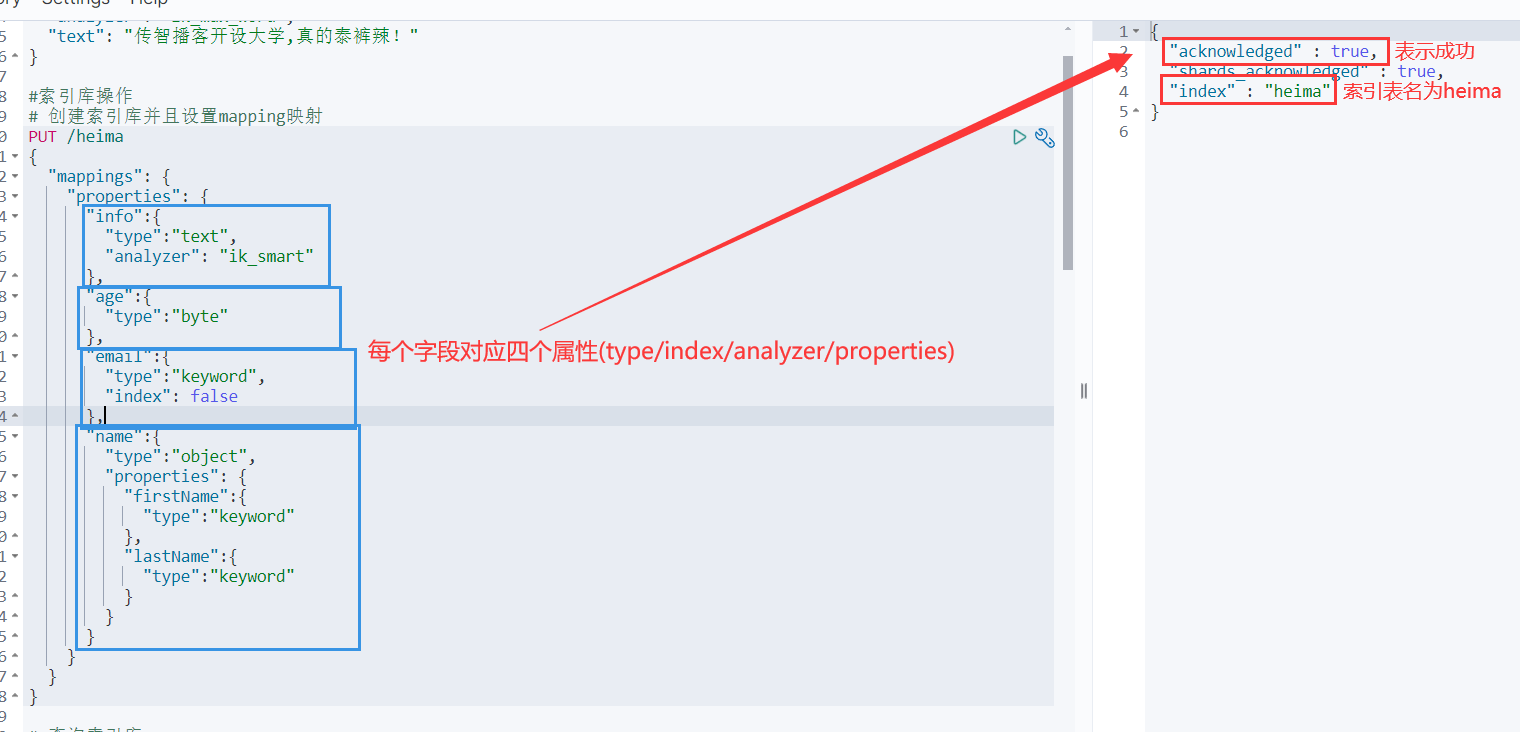 Settings Help
"text": "传智播客开设大学,真的泰裤辣！"
}
#索引库操作
# 创建索引库并且设置mapping映射
PUT /heima
{
"mappings": {
"properties": {
"info":{
"type":"text",
"analyzer": "ik_smart"
},
"age":{
"type":"byte"
},
"email":{
"type":"keyword",
"index": false
},
"name":{
"type":"object",
"properties": {
"firstName":{
"type":"keyword"
},
"lastName":{
"type":"keyword"
}
}
}
}
}
}
每个字段对应四个属性(type/index/analyzer/properties)
1 {
2 "acknowledged" : true, 表示成功
3 "shards_acknowledged" : true,
4 "index" : "heima" 索引表名为heima
5 }
6